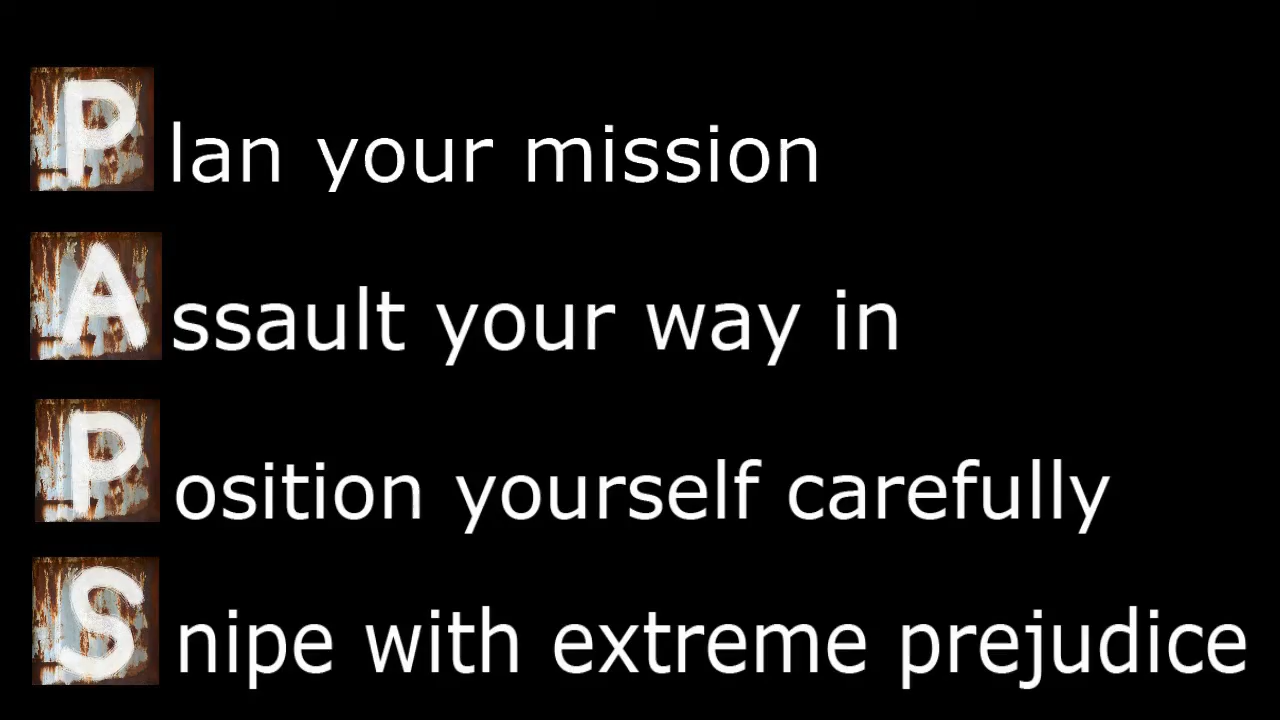 Plan your mission
Assault your way in
Position yourself carefully
Snipe with extreme prejudice